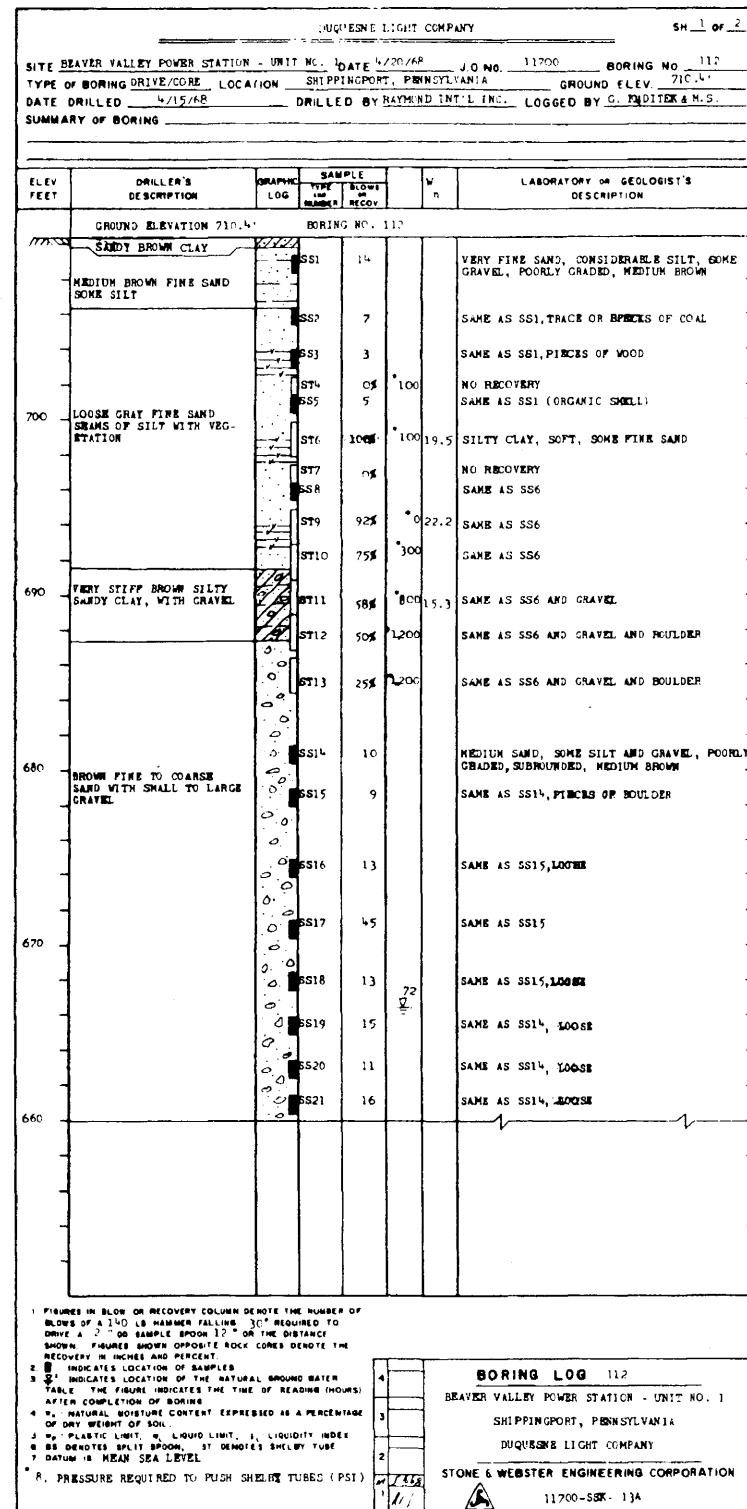 DUQUESNE LIGHT COMPANY
SH 1 OF 2
SITE BEAVER VALLEY POWER STATION - UNIT NO. 1 DATE 4/20/68 J.O NO. 11700 BORING NO 112
TYPE OF BORING DRIVE/CORE LOCATION SHIPPINGPORT, PENNSYLVANIA GROUND ELEV. 710.4'
DATE DRILLED 4/15/68 DRILLED BY RAYMOND INT'L INC. LOGGED BY G. & M.S.
SUMMARY OF BORING
ELEV FEET DRILLER'S DESCRIPTION GRAPHIC LOG SAMPLE TYPE AND NUMBER BLOWS OR RECOV W n LABORATORY OR GEOLOGIST'S DESCRIPTION
GROUND ELEVATION 710.4' BORING NO. 112
SANDY BROWN CLAY
SS1 14 VERY FINE SAND, CONSIDERABLE SILT, SOME
GRAVEL, POORLY GRADED, MEDIUM BROWN
MEDIUM BROWN FINE SAND
SOME SILT
SS2 7 SAME AS SS1, TRACE OR SPECKS OF COAL
SS3 3 SAME AS SS1, PIECES OF WOOD
ST4 0% *100 NO RECOVERY
SS5 5 SAME AS SS1 (ORGANIC SMELL)
700
LOOSE GRAY FINE SAND
SEAMS OF SILT WITH VEG-
ETATION
ST6 100% *100 19.5 SILTY CLAY, SOFT, SOME FINE SAND
ST7 0% NO RECOVERY
SS8 SAME AS SS6
ST9 92% *0 22.2 SAME AS SS6
ST10 75% *300 SAME AS SS6
690
VERY STIFF BROWN SILTY
SANDY CLAY, WITH GRAVEL
ST11 58% *800 15.3 SAME AS SS6 AND GRAVEL
ST12 50% *1200 SAME AS SS6 AND GRAVEL AND BOULDER
ST13 25% *1200 SAME AS SS6 AND GRAVEL AND BOULDER
SS14 10 MEDIUM SAND, SOME SILT AND GRAVEL, POORLY
GRADED, SUBROUNDED, MEDIUM BROWN
680
BROWN FINE TO COARSE
SAND WITH SMALL TO LARGE
GRAVEL
SS15 9 SAME AS SS14, PIECES OF BOULDER
SS16 13 SAME AS SS15, LOOSE
SS17 45 SAME AS SS15
670
SS18 13 SAME AS SS15, LOOSE
72
SS19 15 SAME AS SS14, LOOSE
SS20 11 SAME AS SS14, LOOSE
SS21 16 SAME AS SS14, LOOSE
660
1 FIGURES IN BLOW OR RECOVERY COLUMN DENOTE THE NUMBER OF
BLOWS OF A 140 LB HAMMER FALLING 30" REQUIRED TO
DRIVE A 2" OD SAMPLE SPOON 12" OR THE DISTANCE
SHOWN. FIGURES SHOWN OPPOSITE ROCK CORES DENOTE THE
RECOVERY IN INCHES AND PERCENT.
2 INDICATES LOCATION OF SAMPLES
3 INDICATES LOCATION OF THE NATURAL GROUND WATER
TABLE THE FIGURE INDICATES THE TIME OF READING (HOURS)
AFTER COMPLETION OF BORING
4 NATURAL MOISTURE CONTENT EXPRESSED AS A PERCENTAGE
OF DRY WEIGHT OF SOIL.
5 PLASTIC LIMIT, LIQUID LIMIT, LIQUIDITY INDEX
6 SS DENOTES SPLIT SPOON, ST DENOTES SHELBY TUBE
7 DATUM IS MEAN SEA LEVEL
* 8. PRESSURE REQUIRED TO PUSH SHELBY TUBES (PSI)
4
3
2
1
BORING LOG 112
BEAVER VALLEY POWER STATION - UNIT NO. 1
SHIPPINGPORT, PENNSYLVANIA
DUQUESNE LIGHT COMPANY
STONE & WEBSTER ENGINEERING CORPORATION
11700-SSK- 13A